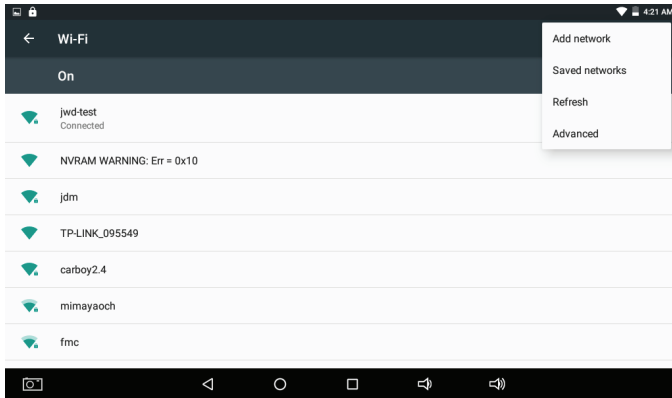 4:21 AM
Wi-Fi
Add network
On
Saved networks
Refresh
Advanced
jwd-test
Connected
NVRAM WARNING: Err = 0x10
jdm
TP-LINK_095549
carboy2.4
mimayaoch
fmc